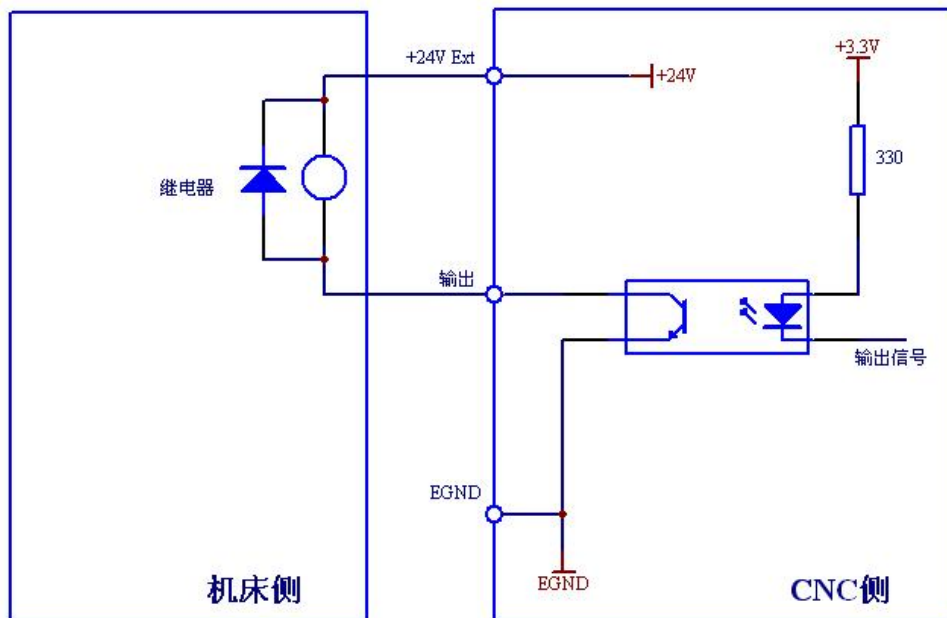 +24V Ext
+24V
+3.3V
330
继电器
输出
输出信号
EGND
EGND
机床侧
CNC侧